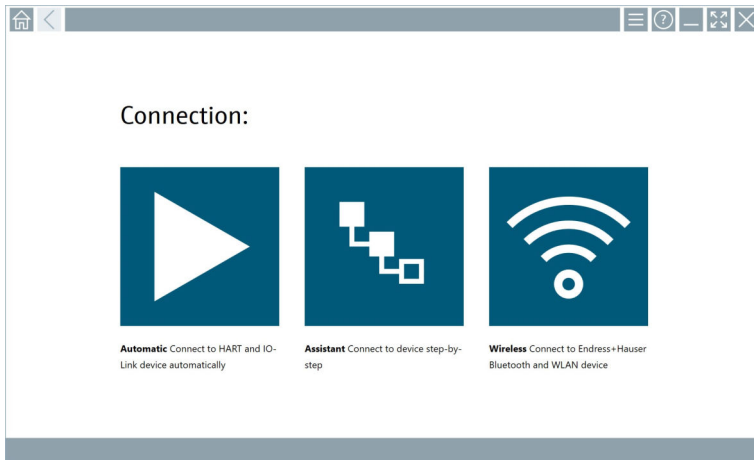 Connection:
Automatic Connect to HART and IO-
Link device automatically
Assistant Connect to device step-by-
step
Wireless Connect to Endress+Hauser
Bluetooth and WLAN device